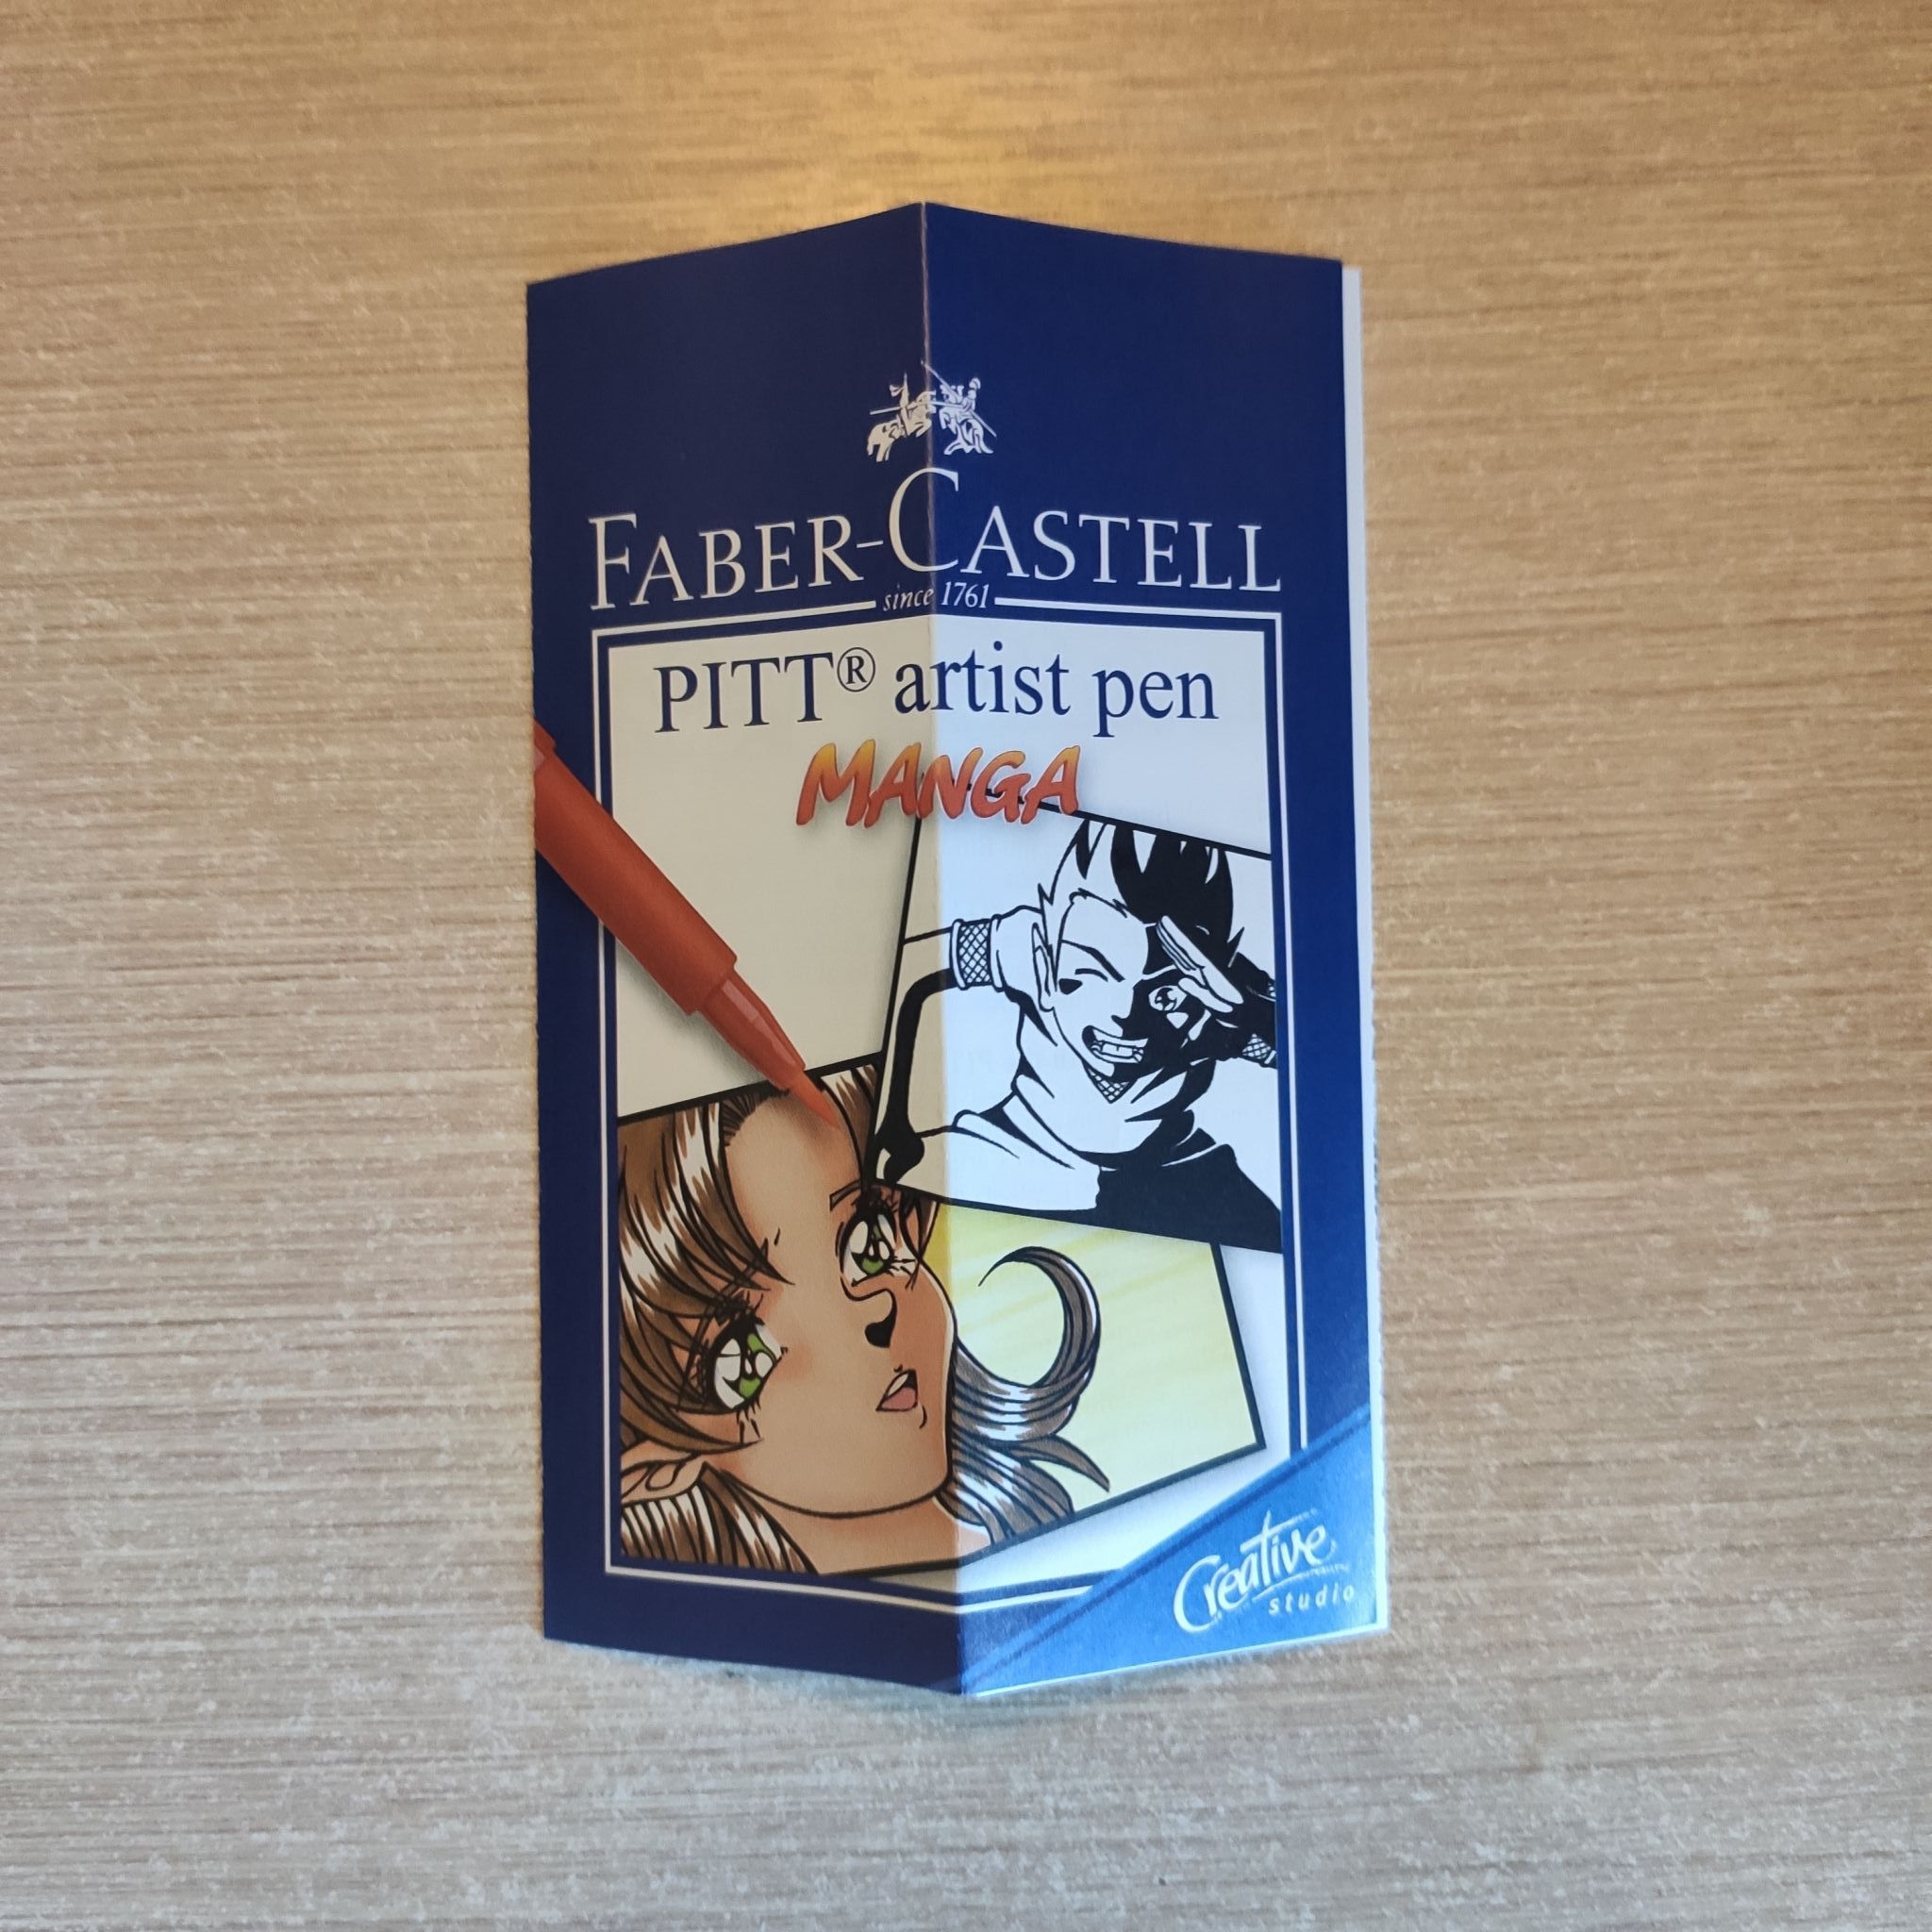 FABER-CASTELL
since 1761
PITT® artist pen
MANGA
Creative
studio